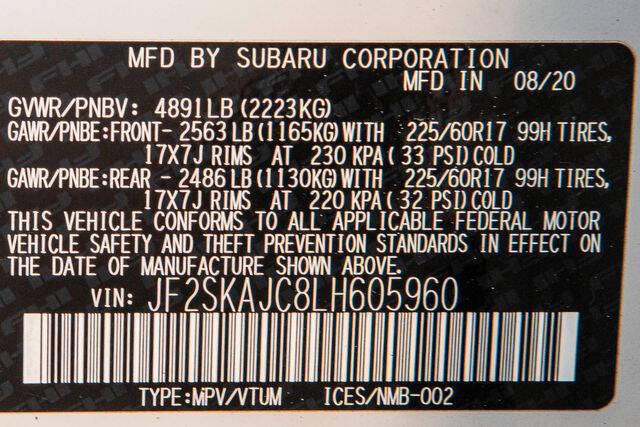 MFD BY SUBARU CORPORATION
MFD IN 08/20
GVWR/PNBV: 4891LB (2223KG)
GAWR/PNBE:FRONT- 2563 LB (1165KG) WITH 225/60R17 99H TIRES,
17X7J RIMS AT 230 KPA (33 PSI) COLD
GAWR/PNBE:REAR - 2486 LB (1130KG) WITH 225/60R17 99H TIRES,
17X7J RIMS AT 220 KPA (32 PSI) COLD
THIS VEHICLE CONFORMS TO ALL APPLICABLE FEDERAL MOTOR
VEHICLE SAFETY AND THEFT PREVENTION STANDARDS IN EFFECT ON
THE DATE OF MANUFACTURE SHOWN ABOVE.
VIN: JF2SKAJC8LH605960
TYPE:MPV/VTUM ICES/NMB-002